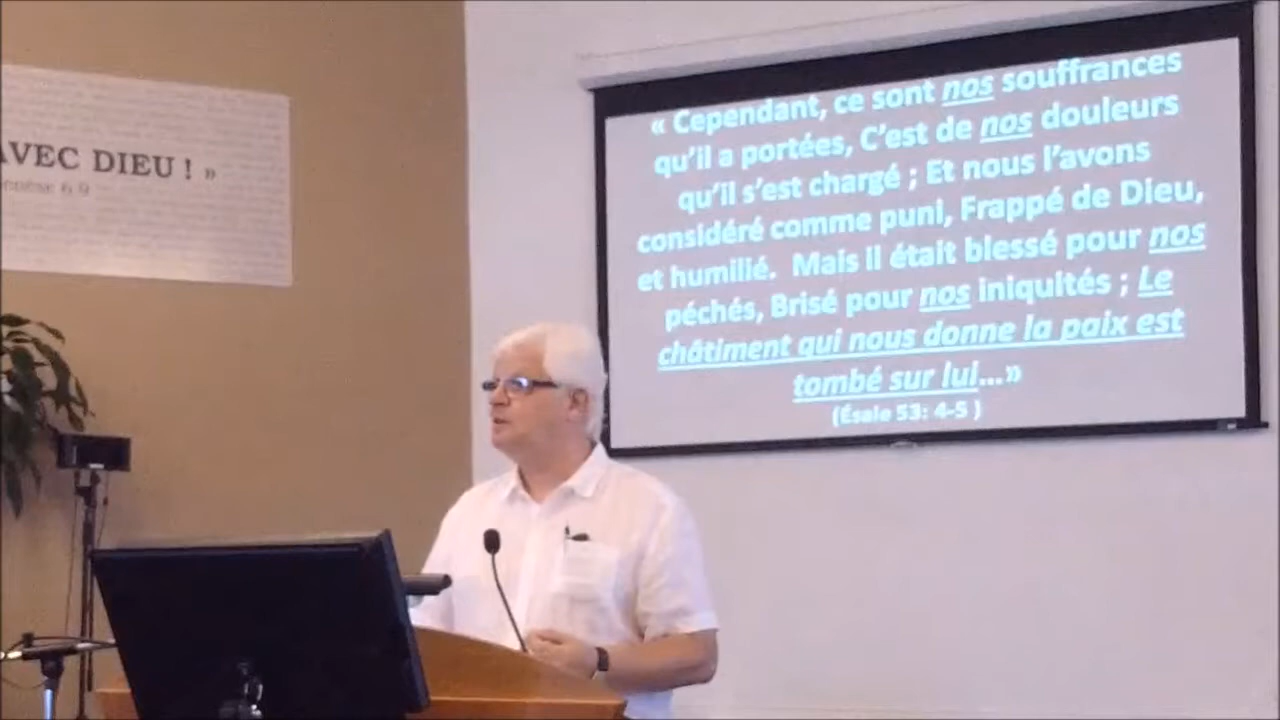 AVEC DIEU ! »
6.9
« Cependant, ce sont nos souffrances
qu'il a portées, C'est de nos douleurs
qu'il s'est chargé ; Et nous l'avons
considéré comme puni, Frappé de Dieu,
et humilié. Mais il était blessé pour nos
péchés, Brisé pour nos iniquités ; Le
châtiment qui nous donne la paix est
tombé sur lui...»
(Ésaïe 53: 4-5 )